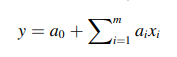 y = a₀ + ∑ᵢ₌₁ᵐ aᵢxᵢ